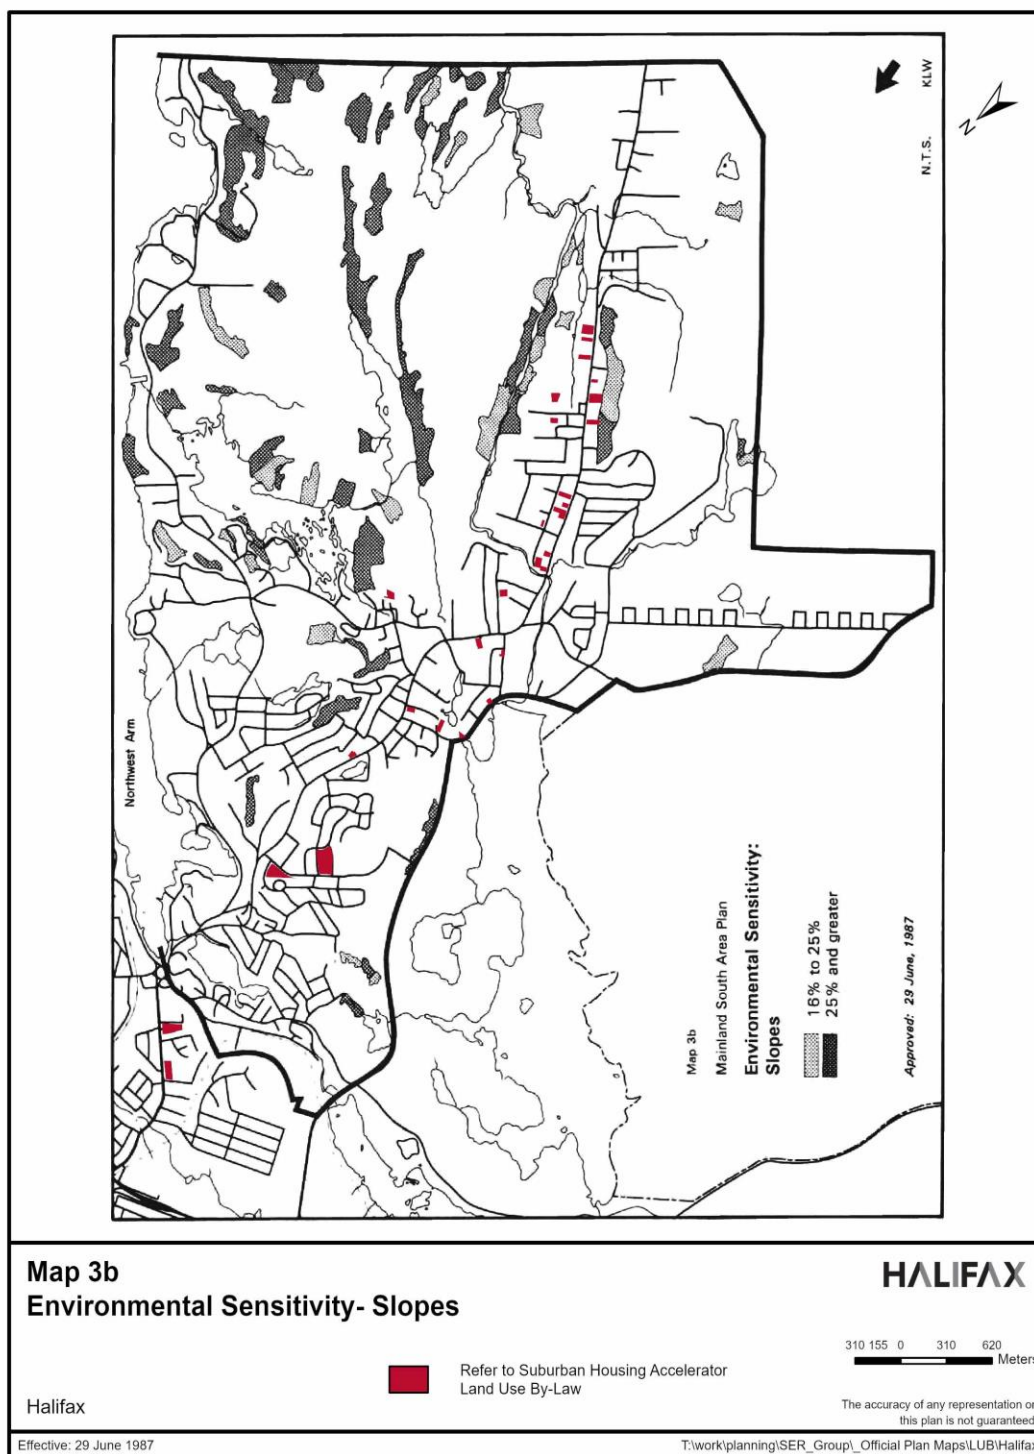 N.T.S. KLW
N
Northwest Arm
Map 3b
Mainland South Area Plan
Environmental Sensitivity:
Slopes
16% to 25%
25% and greater
Approved: 29 June, 1987
Map 3b
Environmental Sensitivity- Slopes
HALIFAX
Refer to Suburban Housing Accelerator
Land Use By-Law
310 155 0 310 620
Meters
Halifax
The accuracy of any representation on
this plan is not guaranteed
Effective: 29 June 1987
T:\work\planning\SER_Group\_Official Plan Maps\LUB\Halifax